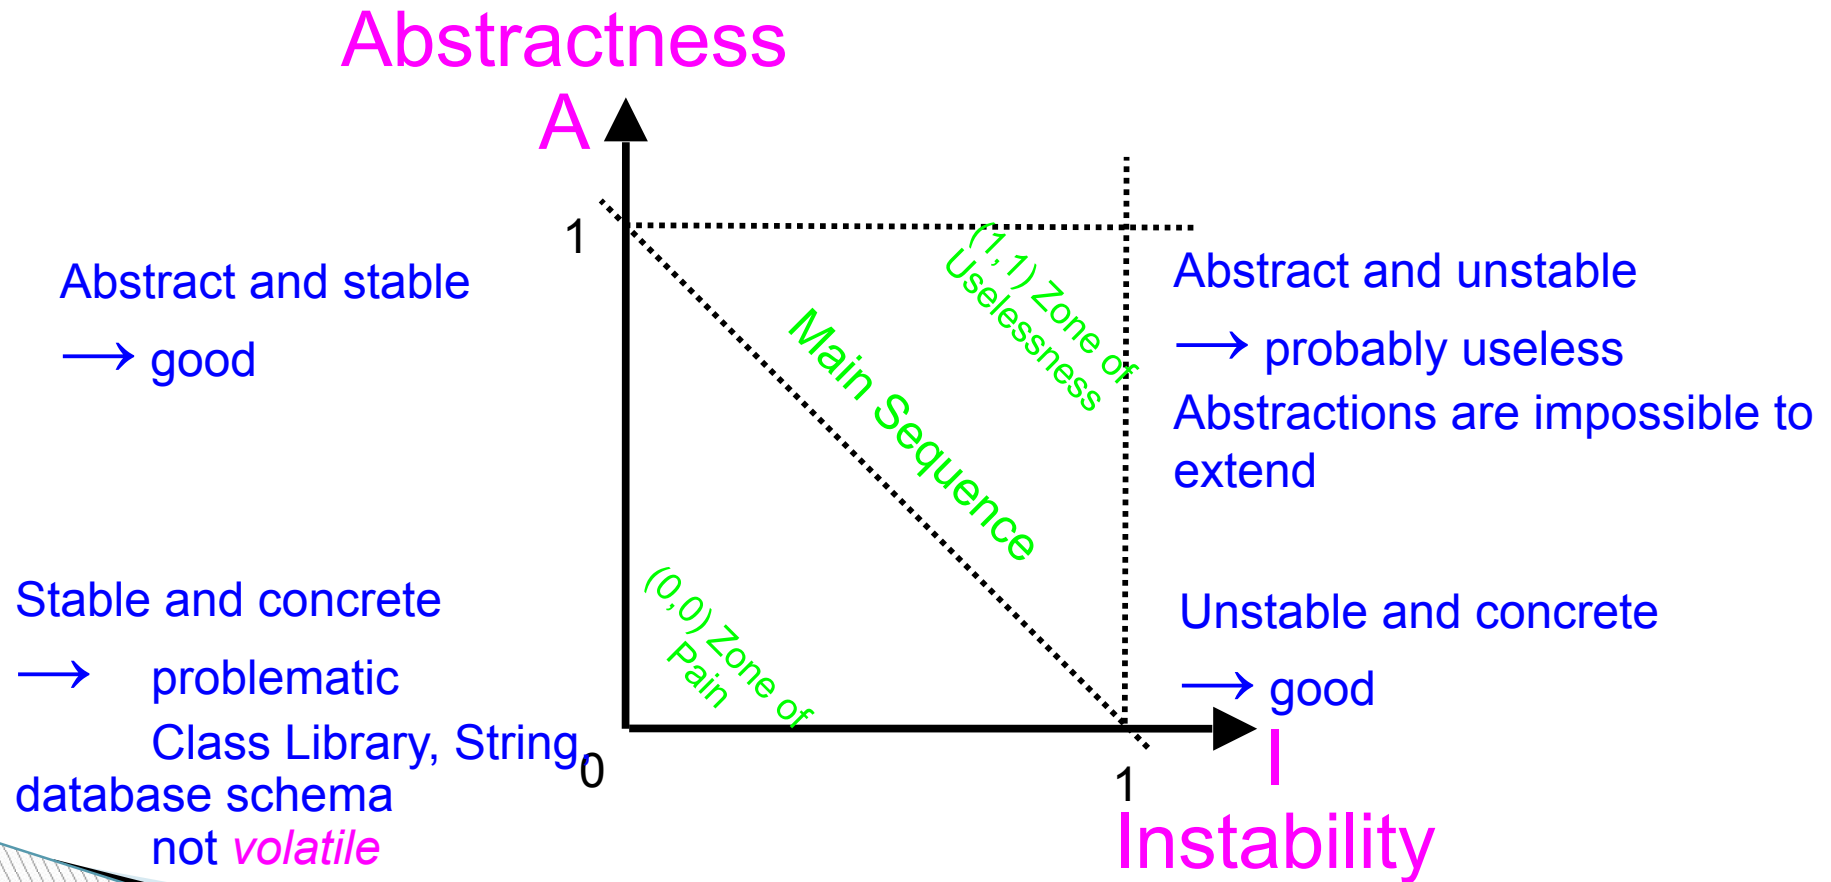 Abstractness
A
1
Abstract and stable
→ good
(1,1) Zone of
Uselessness
Main Sequence
Abstract and unstable
→ probably useless
Abstractions are impossible to
extend
(0,0) Zone of
Pain
Stable and concrete
→ problematic
Class Library, String,
database schema
not volatile
Unstable and concrete
→ good
0
1
I
Instability